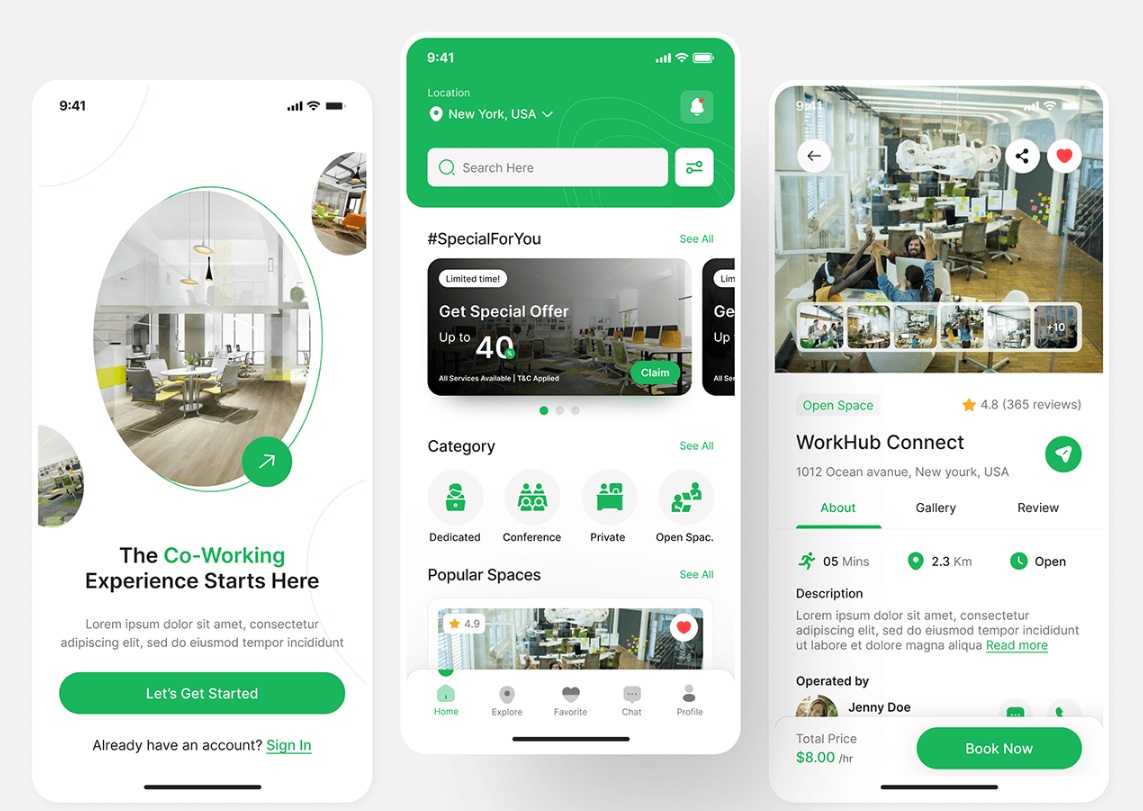 9:41
The Co-Working
Experience Starts Here
Lorem ipsum dolor sit amet, consectetur
adipiscing elit, sed do eiusmod tempor incididunt
Let's Get Started
Already have an account? Sign In
9:41
Location
New York, USA
Search Here
#SpecialForYou
See All
Limited time!
Get Special Offer
Up to 40%
All Services Available | T&C Applied
Claim
Lim
Ge
Up
All Ser
Category
See All
Dedicated
Conference
Private
Open Spac.
Popular Spaces
See All
4.9
Home
Explore
Favorite
Chat
Profile
9:41
+10
Open Space
4.8 (365 reviews)
WorkHub Connect
1012 Ocean avanue, New yourk, USA
About
Gallery
Review
05 Mins
2.3 Km
Open
Description
Lorem ipsum dolor sit amet, consectetur
adipiscing elit, sed do eiusmod tempor incididunt
ut labore et dolore magna aliqua Read more
Operated by
Jenny Doe
Total Price
$8.00 /hr
Book Now